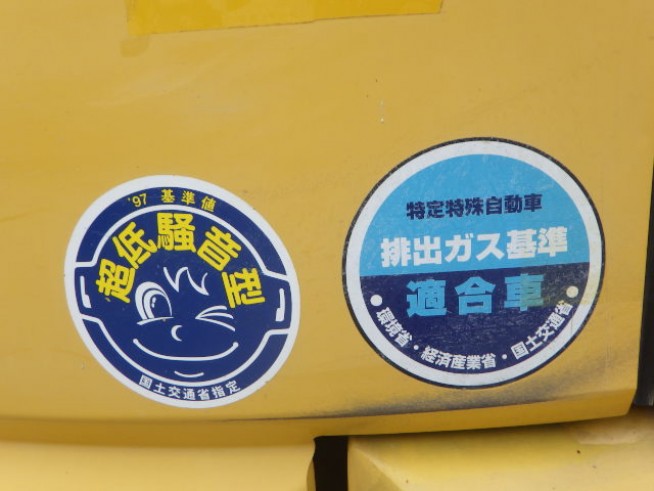 '97 基準値
超低騒音型
国土交通省指定
特定特殊自動車
排出ガス基準
適合車
環境省・経済産業省・国土交通省